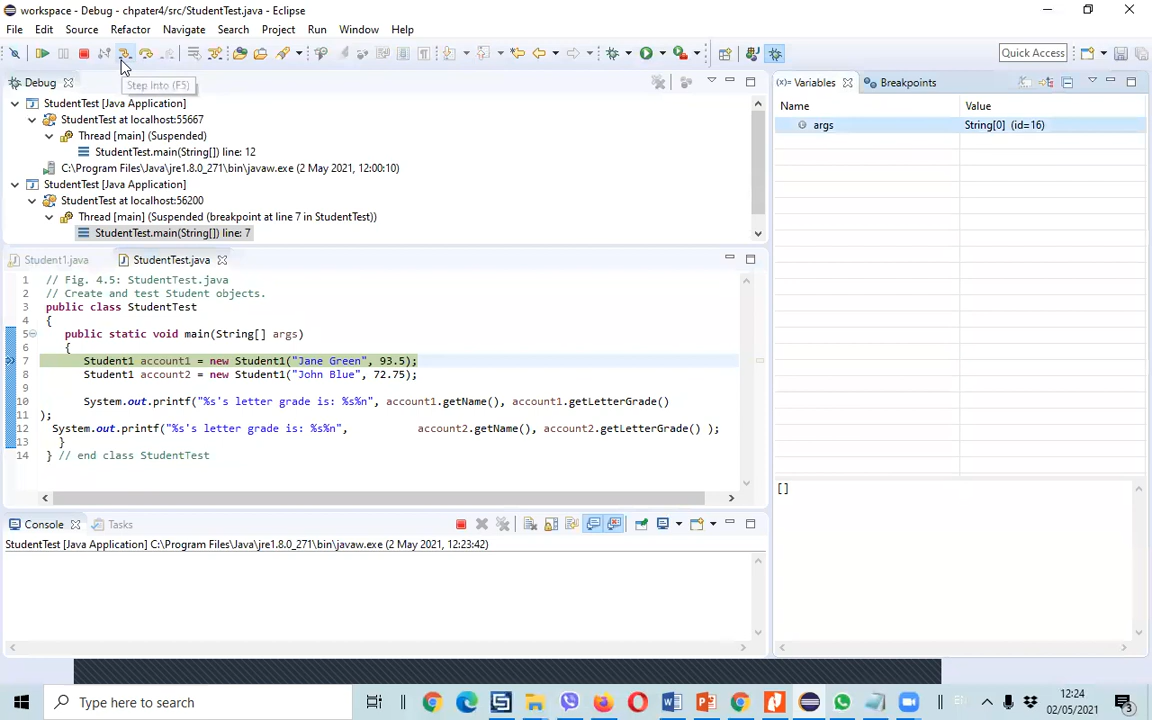 workspace - Debug - chpater4/src/StudentTest.java - Eclipse
File Edit Source Refactor Navigate Search Project Run Window Help
Quick Access
Step Into (F5)
Debug
StudentTest [Java Application]
StudentTest at localhost:55667
Thread [main] (Suspended)
StudentTest.main(String[]) line: 12
C:\Program Files\Java\jre1.8.0_271\bin\javaw.exe (2 May 2021, 12:00:10)
StudentTest [Java Application]
StudentTest at localhost:56200
Thread [main] (Suspended (breakpoint at line 7 in StudentTest))
StudentTest.main(String[]) line: 7
(x)= Variables Breakpoints
Name Value
args String[0] (id=16)
[]
Student1.java StudentTest.java
1 // Fig. 4.5: StudentTest.java
2 // Create and test Student objects.
3 public class StudentTest
4 {
5 public static void main(String[] args)
6 {
7 Student1 account1 = new Student1("Jane Green", 93.5);
8 Student1 account2 = new Student1("John Blue", 72.75);
9
10 System.out.printf("%s's letter grade is: %s%n", account1.getName(), account1.getLetterGrade()
11 );
12 System.out.printf("%s's letter grade is: %s%n", account2.getName(), account2.getLetterGrade() );
13 }
14 } // end class StudentTest
Console Tasks
StudentTest [Java Application] C:\Program Files\Java\jre1.8.0_271\bin\javaw.exe (2 May 2021, 12:23:42)
Type here to search
EN
12:24
02/05/2021
3